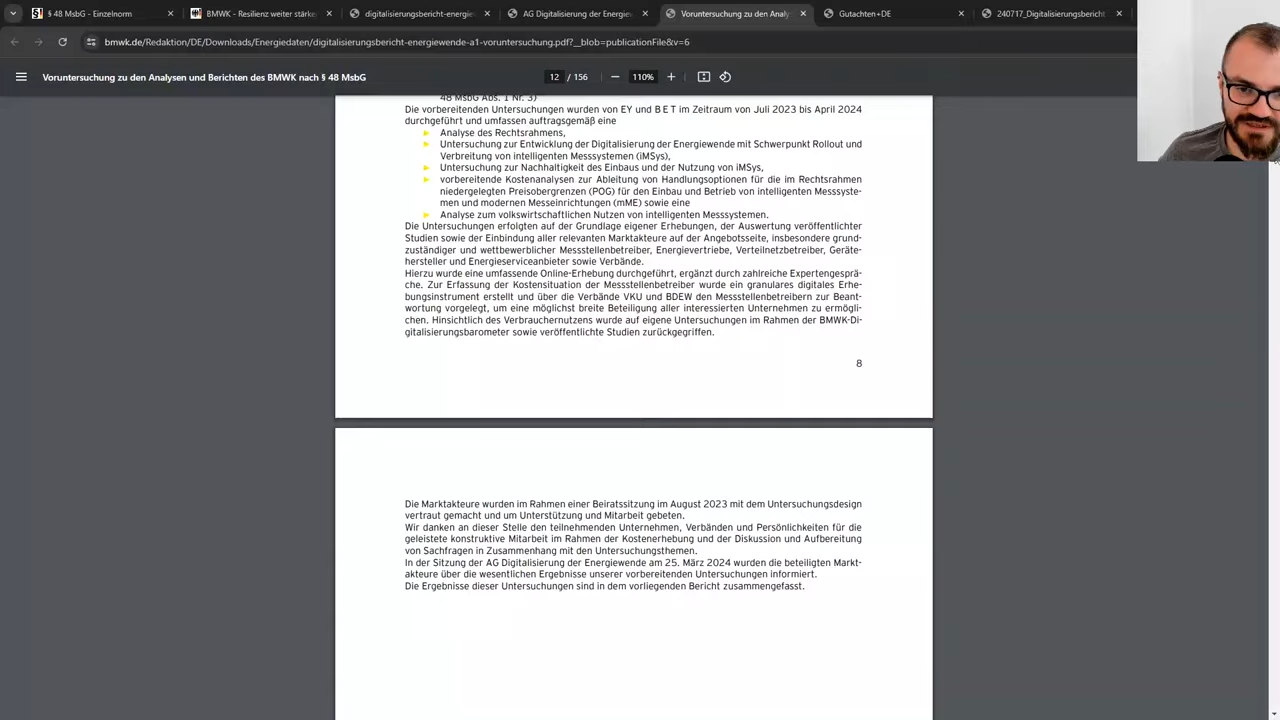 § 48 MsbG - Einzelnorm
BMWK - Resilienz weiter stärke
digitalisierungsbericht-energie
AG Digitalisierung der Energie
Voruntersuchung zu den Analy
Gutachten+DE
240717_Digitalisierungsbericht
bmwk.de/Redaktion/DE/Downloads/Energiedaten/digitalisierungsbericht-energiewende-a1-voruntersuchung.pdf?__blob=publicationFile&v=6
Voruntersuchung zu den Analysen und Berichten des BMWK nach § 48 MsbG
12 / 156
110%
48 MsbG Abs. 1 Nr. 3)
Die vorbereitenden Untersuchungen wurden von EY und B E T im Zeitraum von Juli 2023 bis April 2024
durchgeführt und umfassen auftragsgemäß eine
Analyse des Rechtsrahmens,
Untersuchung zur Entwicklung der Digitalisierung der Energiewende mit Schwerpunkt Rollout und
Verbreitung von intelligenten Messsystemen (iMSys),
Untersuchung zur Nachhaltigkeit des Einbaus und der Nutzung von iMSys,
vorbereitende Kostenanalysen zur Ableitung von Handlungsoptionen für die im Rechtsrahmen
niedergelegten Preisobergrenzen (POG) für den Einbau und Betrieb von intelligenten Messsyste-
men und modernen Messeinrichtungen (mME) sowie eine
Analyse zum volkswirtschaftlichen Nutzen von intelligenten Messsystemen.
Die Untersuchungen erfolgten auf der Grundlage eigener Erhebungen, der Auswertung veröffentlichter
Studien sowie der Einbindung aller relevanten Marktakteure auf der Angebotsseite, insbesondere grund-
zuständiger und wettbewerblicher Messstellenbetreiber, Energievertriebe, Verteilnetzbetreiber, Geräte-
hersteller und Energieserviceanbieter sowie Verbände.
Hierzu wurde eine umfassende Online-Erhebung durchgeführt, ergänzt durch zahlreiche Expertengesprä-
che. Zur Erfassung der Kostensituation der Messstellenbetreiber wurde ein granulares digitales Erhe-
bungsinstrument erstellt und über die Verbände VKU und BDEW den Messstellenbetreibern zur Beant-
wortung vorgelegt, um eine möglichst breite Beteiligung aller interessierten Unternehmen zu ermögli-
chen. Hinsichtlich des Verbrauchernutzens wurde auf eigene Untersuchungen im Rahmen der BMWK-Di-
gitalisierungsbarometer sowie veröffentlichte Studien zurückgegriffen.
8
Die Marktakteure wurden im Rahmen einer Beiratssitzung im August 2023 mit dem Untersuchungsdesign
vertraut gemacht und um Unterstützung und Mitarbeit gebeten.
Wir danken an dieser Stelle den teilnehmenden Unternehmen, Verbänden und Persönlichkeiten für die
geleistete konstruktive Mitarbeit im Rahmen der Kostenerhebung und der Diskussion und Aufbereitung
von Sachfragen in Zusammenhang mit den Untersuchungsthemen.
In der Sitzung der AG Digitalisierung der Energiewende am 25. März 2024 wurden die beteiligten Markt-
akteure über die wesentlichen Ergebnisse unserer vorbereitenden Untersuchungen informiert.
Die Ergebnisse dieser Untersuchungen sind in dem vorliegenden Bericht zusammengefasst.